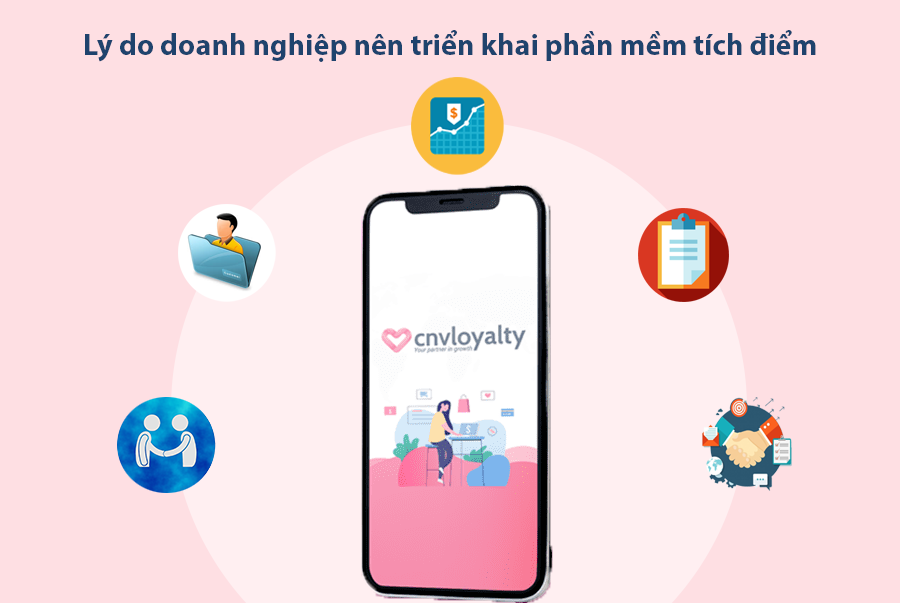 Lý do doanh nghiệp nên triển khai phần mềm tích điểm
cnvloyalty
Your partner in growth